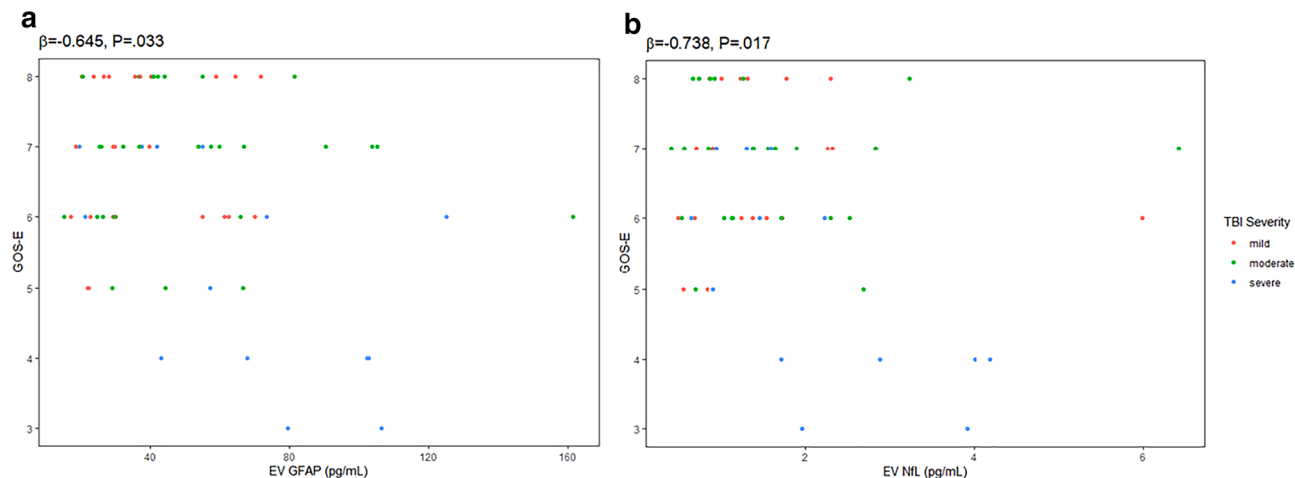 a
β=-0.645, P=.033
8
7
6
5
4
3
GOS-E
40
80
120
160
EV GFAP (pg/mL)
b
β=-0.738, P=.017
8
7
6
5
4
3
GOS-E
2
4
6
EV NfL (pg/mL)
TBI Severity
mild
moderate
severe